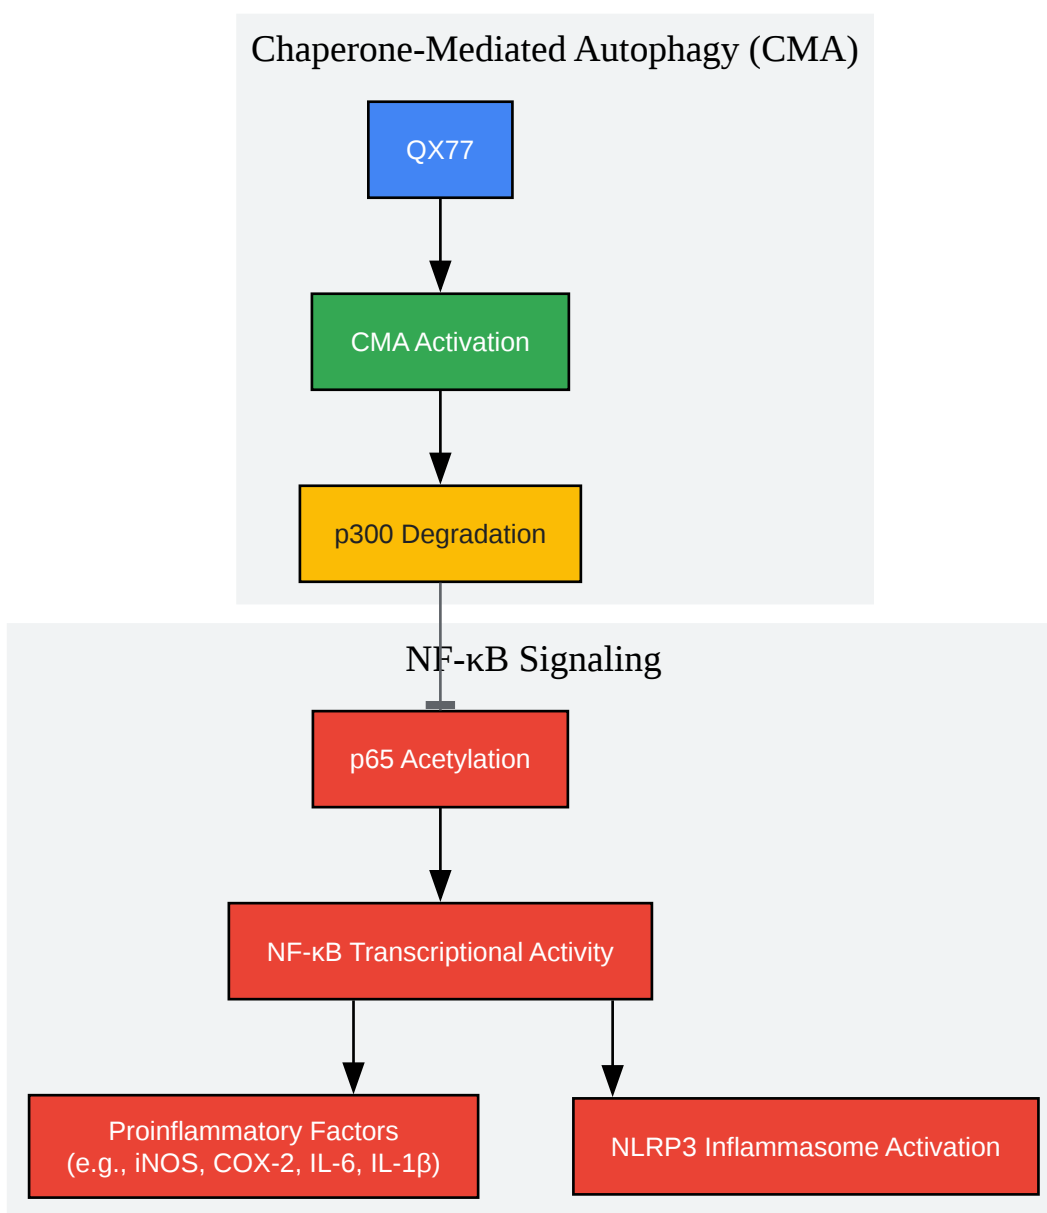 Chaperone-Mediated Autophagy (CMA)
QX77
CMA Activation
p300 Degradation
NF-κB Signaling
p65 Acetylation
NF-κB Transcriptional Activity
Proinflammatory Factors
(e.g., iNOS, COX-2, IL-6, IL-1β)
NLRP3 Inflammasome Activation